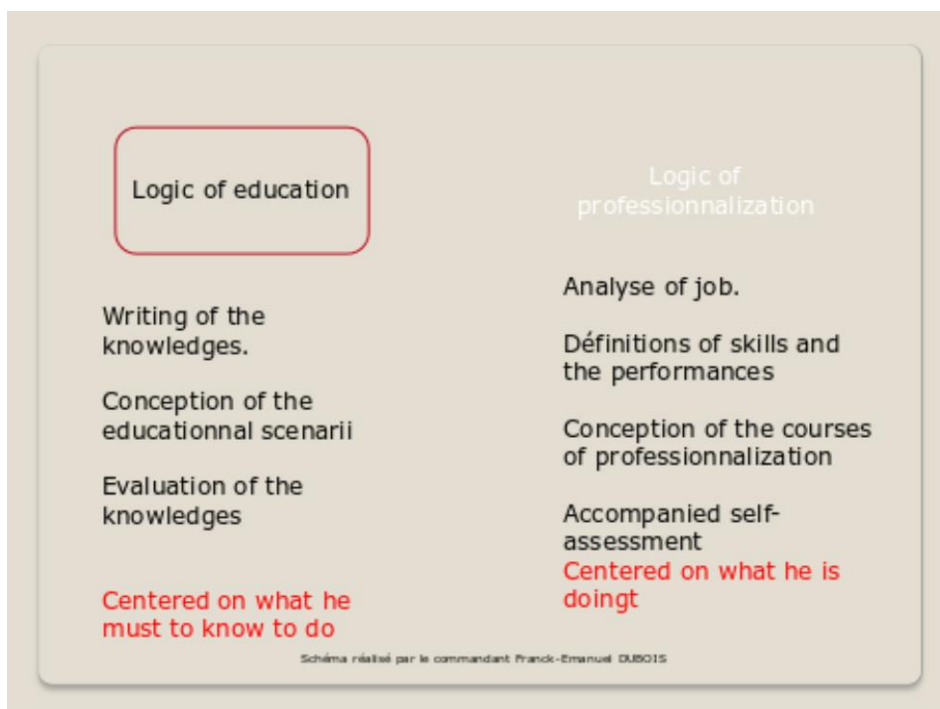 Logic of education
Writing of the
knowledges.
Conception of the
educationnal scenarii
Evaluation of the
knowledges
Centered on what he
must to know to do
Logic of
professionnalization
Analyse of job.
Définitions of skills and
the performances
Conception of the courses
of professionnalization
Accompanied self-
assessment
Centered on what he is
doingt
Schéma réalisé par le commandant Franck-Emanuel DUBOIS